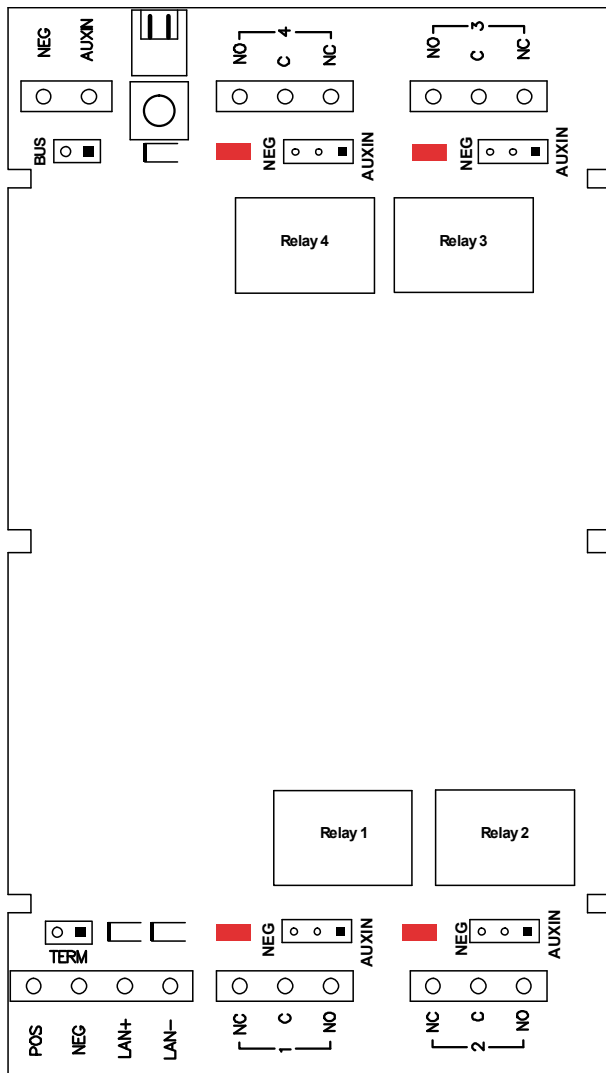 NEG
AUXIN
NO
4
C
NC
NO
3
C
NC
BUS
NEG
AUXIN
NEG
AUXIN
Relay 4
Relay 3
Relay 1
Relay 2
TERM
NEG
AUXIN
NEG
AUXIN
POS
NEG
LAN+
LAN−
NC
C
NO
1
NC
C
NO
2